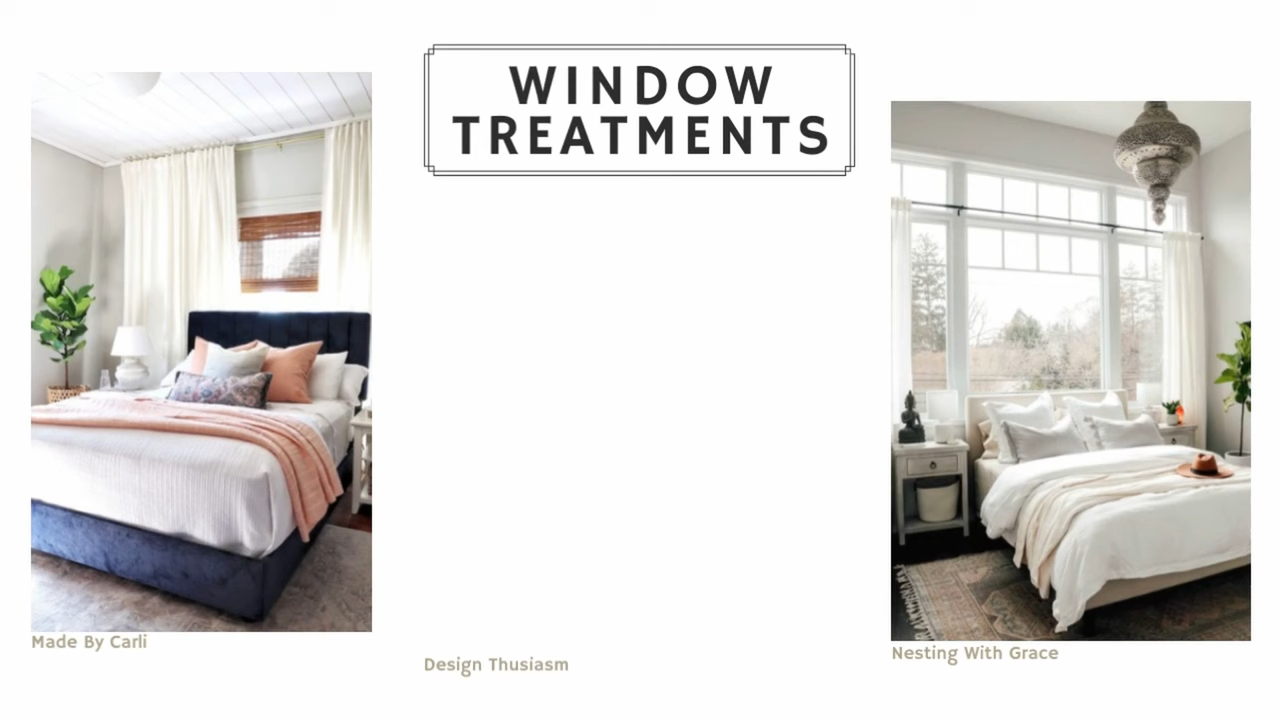 WINDOW
TREATMENTS
Made By Carli
Design Thusiasm
Nesting With Grace